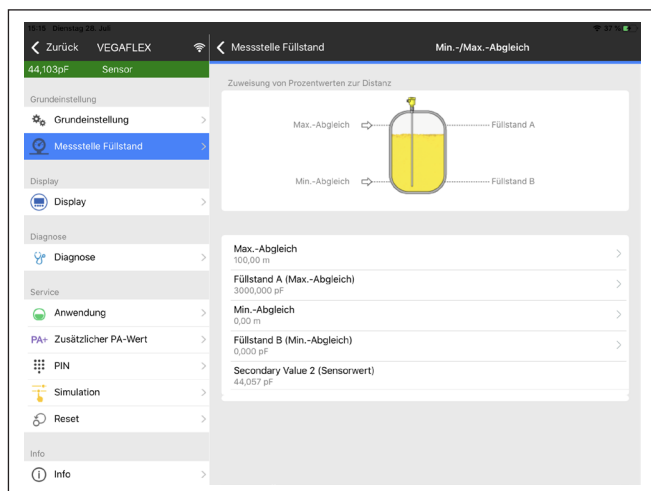 15:15 Dienstag 28. Juli
37 %
Zurück VEGAFLEX
Messstelle Füllstand
Min.-/Max.-Abgleich
44,103pF Sensor
Grundeinstellung
Grundeinstellung
Messstelle Füllstand
Display
Display
Diagnose
Diagnose
Service
Anwendung
PA+ Zusätzlicher PA-Wert
PIN
Simulation
Reset
Info
Info
Zuweisung von Prozentwerten zur Distanz
Max.-Abgleich
Füllstand A
Min.-Abgleich
Füllstand B
Max.-Abgleich
100,00 m
Füllstand A (Max.-Abgleich)
3000,000 pF
Min.-Abgleich
0,00 m
Füllstand B (Min.-Abgleich)
0,000 pF
Secondary Value 2 (Sensorwert)
44,057 pF